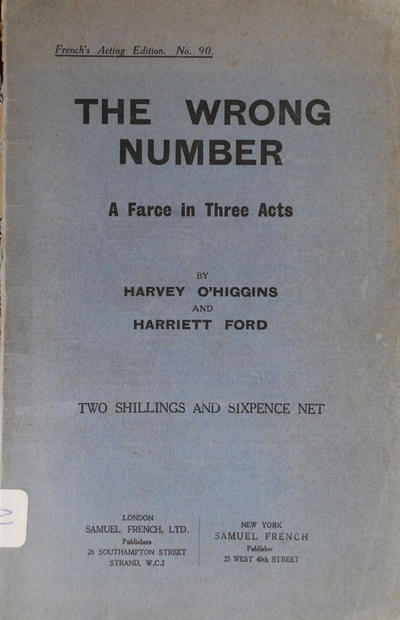 French's Acting Edition. No. 90.
THE WRONG
NUMBER
A Farce in Three Acts
BY
HARVEY O'HIGGINS
AND
HARRIETT FORD
TWO SHILLINGS AND SIXPENCE NET
LONDON
SAMUEL FRENCH, LTD.
Publishers
26 SOUTHAMPTON STREET
STRAND, W.C.2
NEW YORK
SAMUEL FRENCH
Publisher
25 WEST 45th STREET